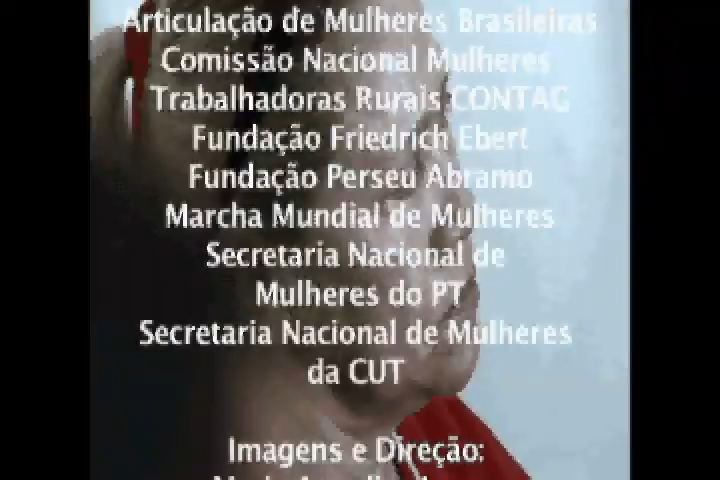 Articulação de Mulheres Brasileiras
Comissão Nacional Mulheres
Trabalhadoras Rurais CONTAG
Fundação Friedrich Ebert
Fundação Perseu Abramo
Marcha Mundial de Mulheres
Secretaria Nacional de
Mulheres do PT
Secretaria Nacional de Mulheres
da CUT
Imagens e Direção: